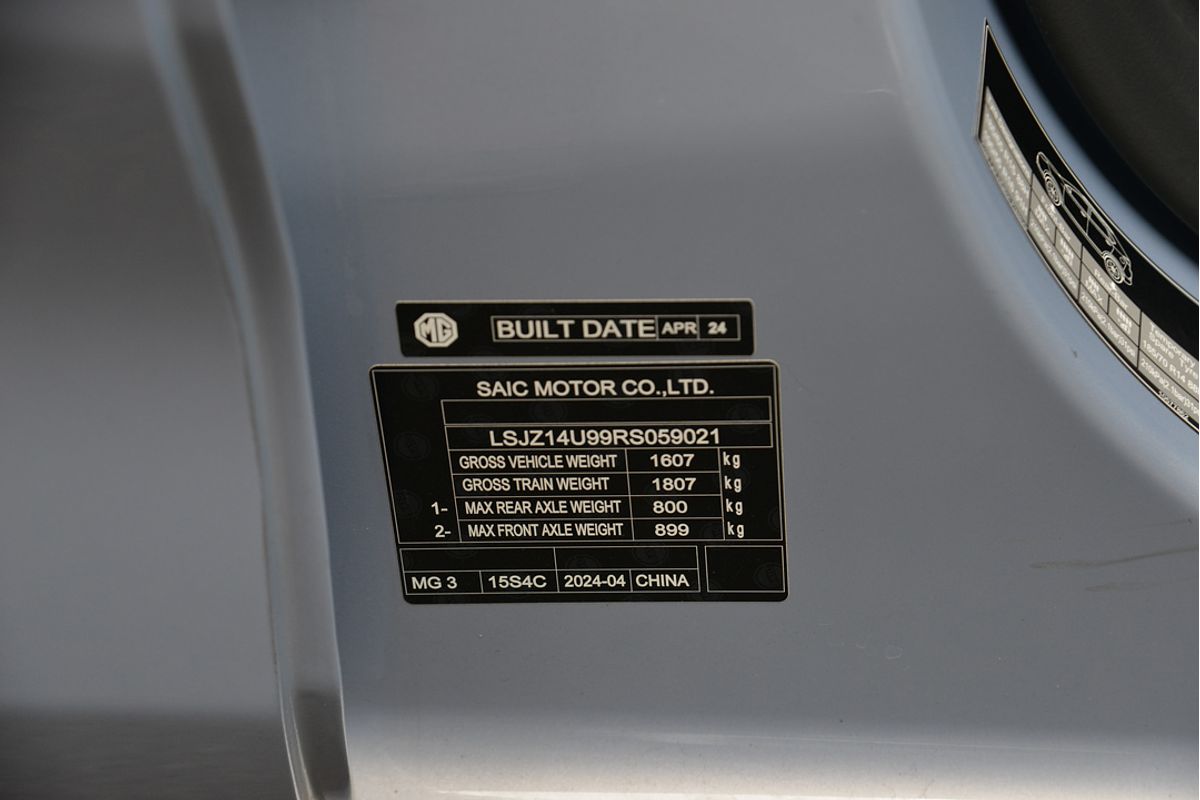 MG BUILT DATE APR 24
SAIC MOTOR CO.,LTD.
LSJZ14U99RS059021
GROSS VEHICLE WEIGHT 1607 kg
GROSS TRAIN WEIGHT 1807 kg
1- MAX REAR AXLE WEIGHT 800 kg
2- MAX FRONT AXLE WEIGHT 899 kg
MG 3 15S4C 2024-04 CHINA
Temporary
Spare